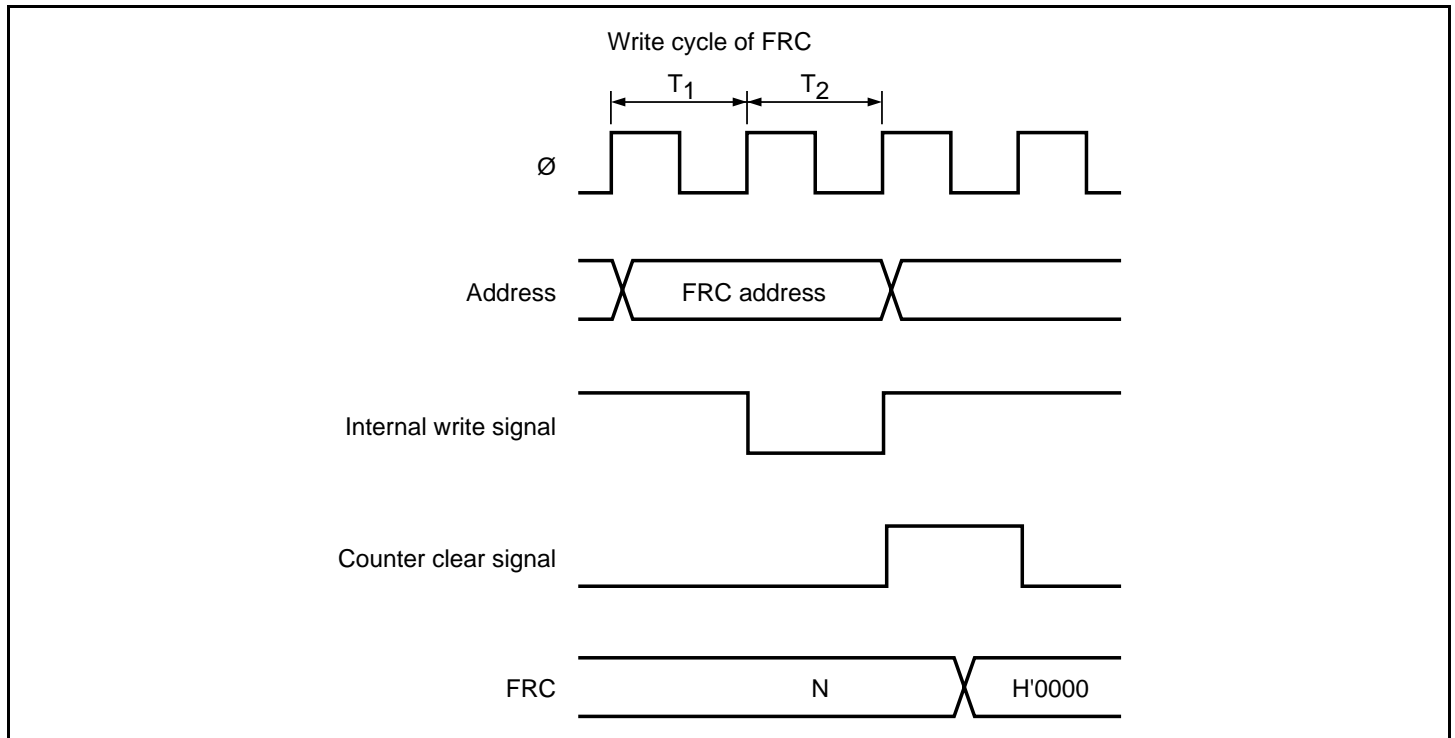 Write cycle of FRC
T1 T2
Ø
Address FRC address
Internal write signal
Counter clear signal
FRC N H'0000